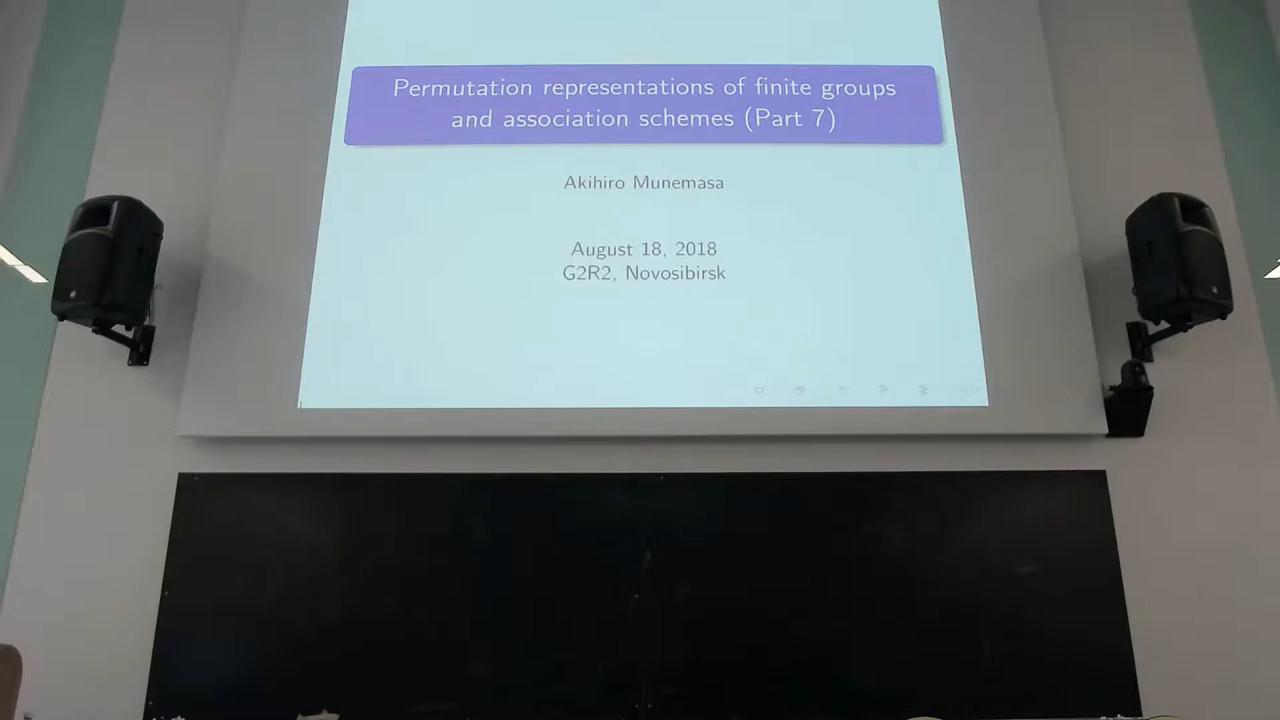 Permutation representations of finite groups
and association schemes (Part 7)
Akihiro Munemasa
August 18, 2018
G2R2, Novosibirsk